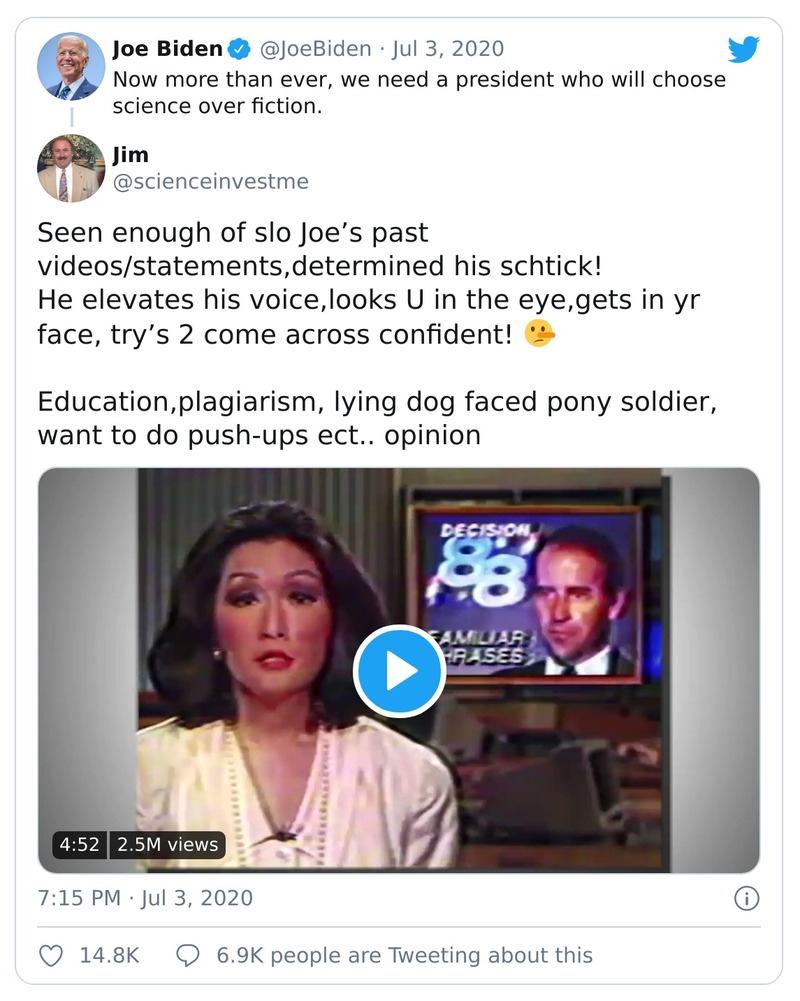 Joe Biden @JoeBiden · Jul 3, 2020
Now more than ever, we need a president who will choose
science over fiction.
Jim
@scienceinvestme
Seen enough of slo Joe’s past
videos/statements,determined his schtick!
He elevates his voice,looks U in the eye,gets in yr
face, try’s 2 come across confident! 🤥
Education,plagiarism, lying dog faced pony soldier,
want to do push-ups ect.. opinion
DECISION
88
FAMILIAR
PHRASES
4:52 2.5M views
7:15 PM · Jul 3, 2020
14.8K 6.9K people are Tweeting about this